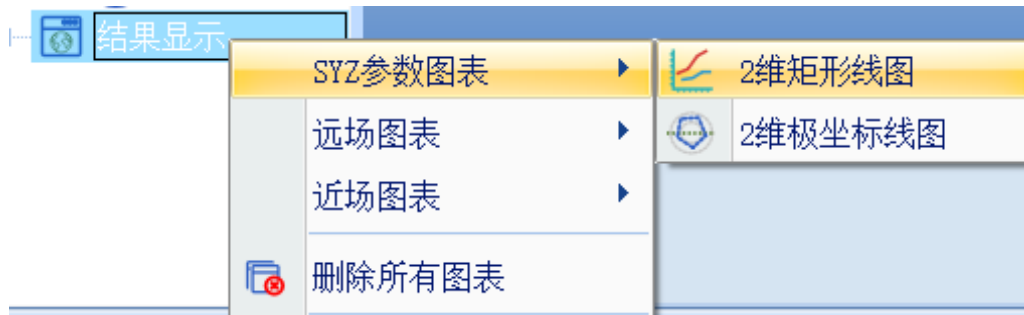 结果显示
SYZ参数图表
2维矩形线图
远场图表
2维极坐标线图
近场图表
删除所有图表